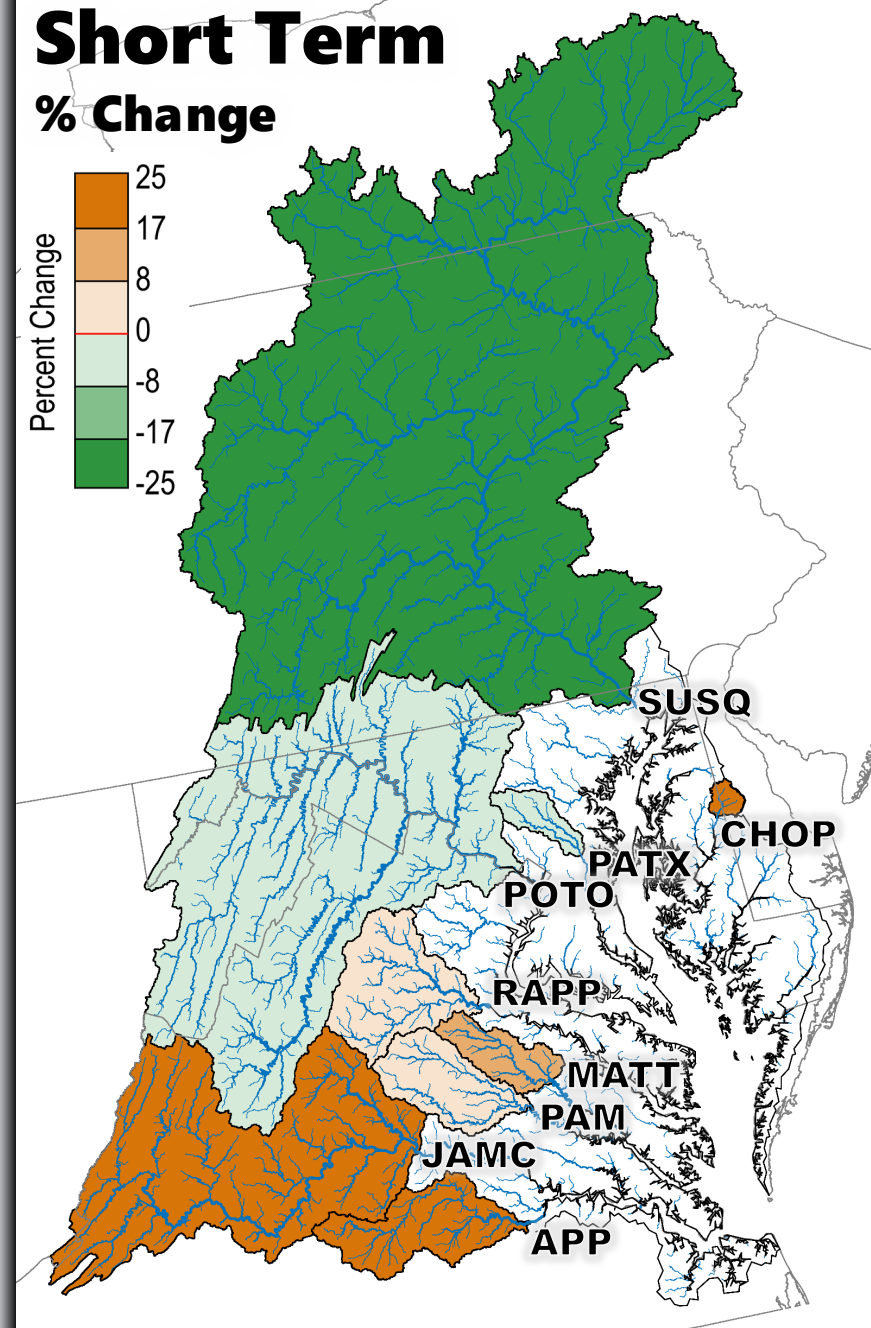 Short Term
% Change
25
17
8
0
-8
-17
-25
Percent Change
SUSQ
CHOP
PATX
POTO
RAPP
MATT
PAM
JAMC
APP